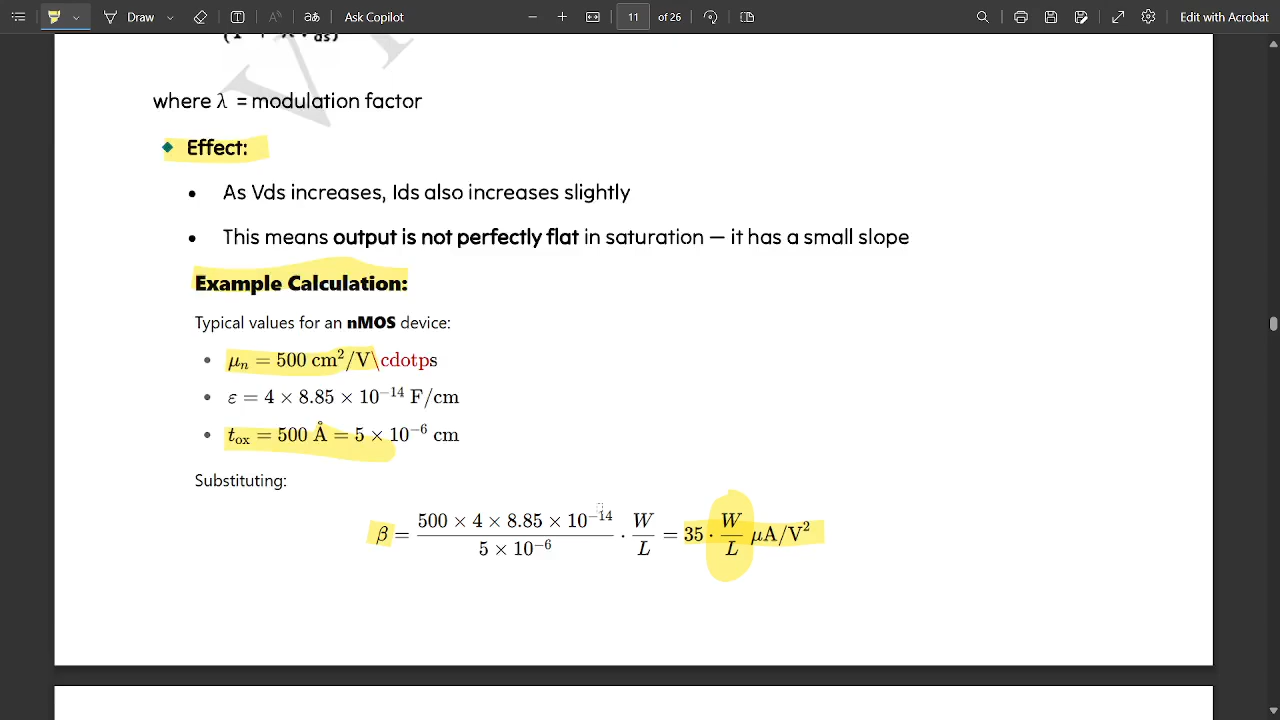 Draw
Ask Copilot
11 of 26
Edit with Acrobat
where λ = modulation factor
Effect:
• As Vds increases, Ids also increases slightly
• This means output is not perfectly flat in saturation — it has a small slope
Example Calculation:
Typical values for an nMOS device:
• μₙ = 500 cm²/V\cdotps
• ε = 4 × 8.85 × 10⁻¹⁴ F/cm
• tox = 500 Å = 5 × 10⁻⁶ cm
Substituting:
β = (500 × 4 × 8.85 × 10⁻¹⁴) / (5 × 10⁻⁶) · W/L = 35 · W/L μA/V²